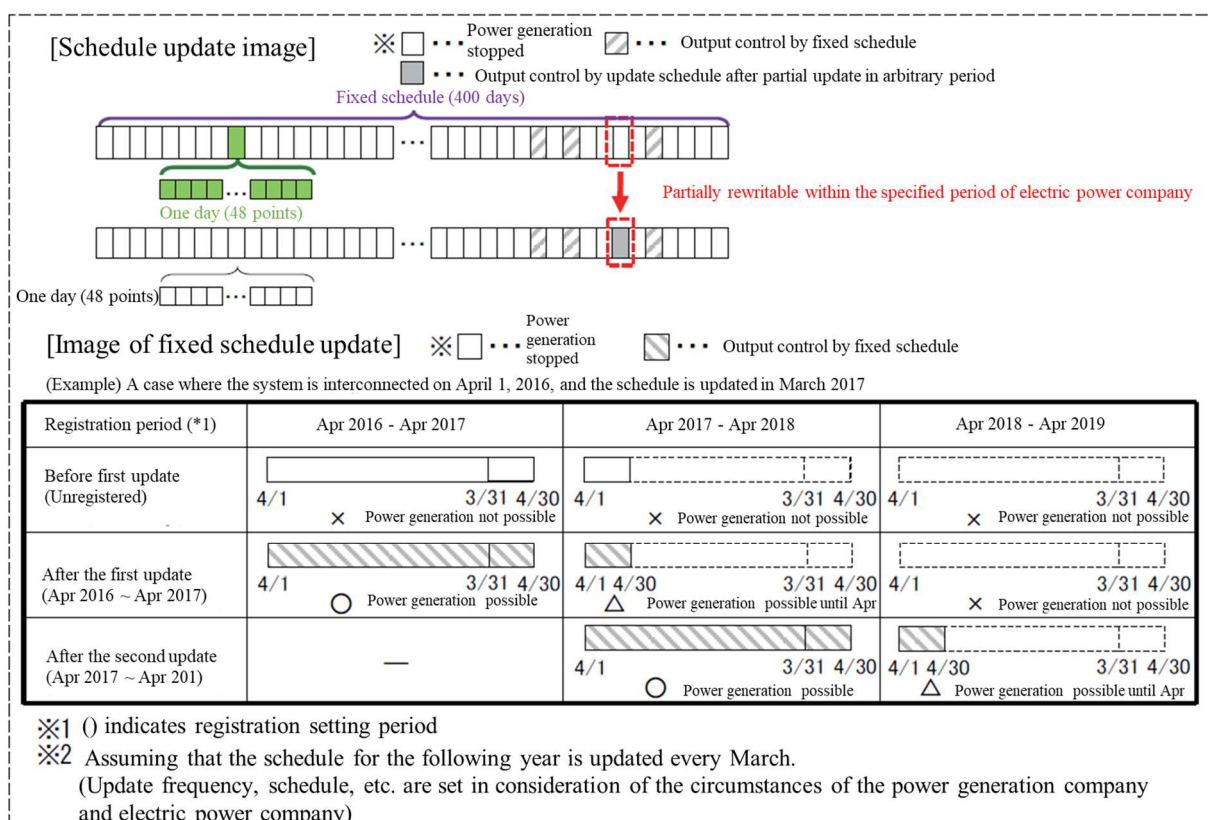 [Schedule update image]
※ □ ･･･ Power generation stopped
･･･ Output control by fixed schedule
･･･ Output control by update schedule after partial update in arbitrary period
Fixed schedule (400 days)
…
…
One day (48 points)
Partially rewritable within the specified period of electric power company
…
One day (48 points)
…
[Image of fixed schedule update]
※ □ ･･･ Power generation stopped
･･･ Output control by fixed schedule
(Example) A case where the system is interconnected on April 1, 2016, and the schedule is updated in March 2017
Registration period (*1) Apr 2016 - Apr 2017 Apr 2017 - Apr 2018 Apr 2018 - Apr 2019
Before first update
(Unregistered)
4/1 3/31 4/30 4/1 3/31 4/30 4/1 3/31 4/30
× Power generation not possible × Power generation not possible × Power generation not possible
After the first update
(Apr 2016 ~ Apr 2017)
4/1 3/31 4/30 4/1 4/30 3/31 4/30 4/1 3/31 4/30
○ Power generation possible △ Power generation possible until Apr × Power generation not possible
After the second update
(Apr 2017 ~ Apr 201)
— 4/1 3/31 4/30 4/1 4/30 3/31 4/30
○ Power generation possible △ Power generation possible until Apr
※1 () indicates registration setting period
※2 Assuming that the schedule for the following year is updated every March.
(Update frequency, schedule, etc. are set in consideration of the circumstances of the power generation company
and electric power company)